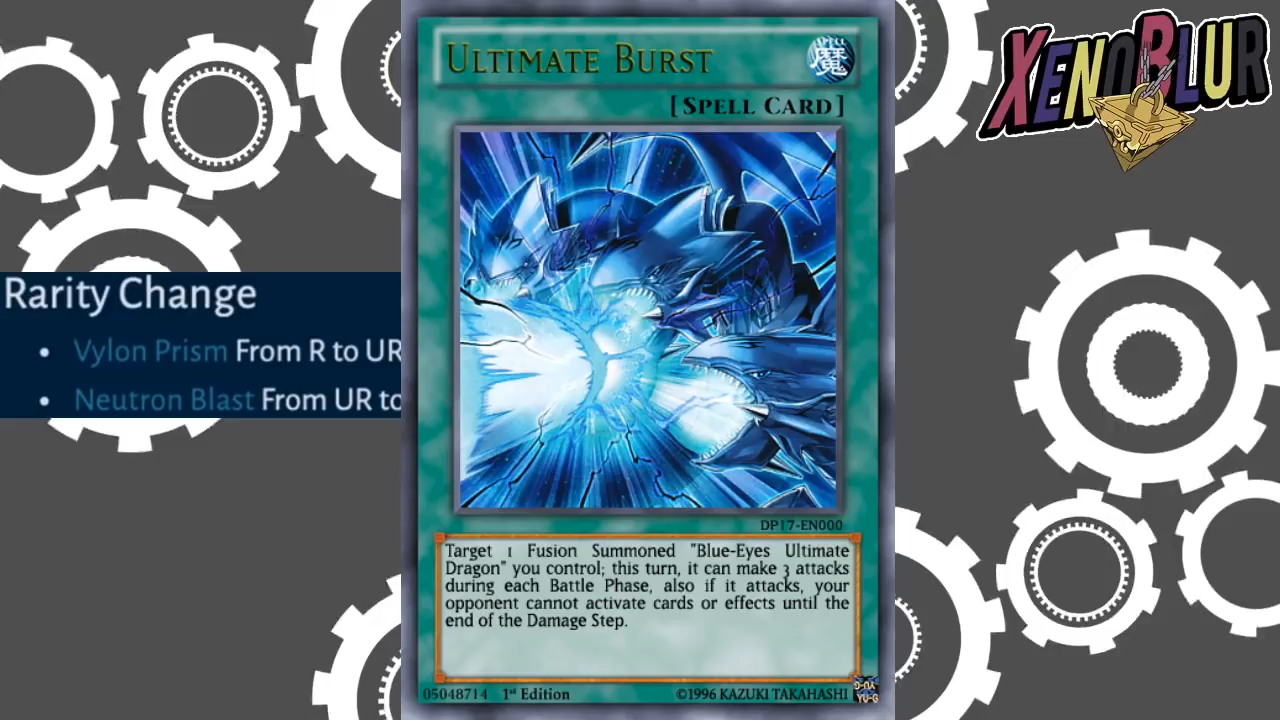 XENOBLUR
ULTIMATE BURST
SPELL
魔
[SPELL CARD]
Rarity Change
• Vylon Prism From R to UR
• Neutron Blast From UR to
DP17-EN000
Target 1 Fusion Summoned "Blue-Eyes Ultimate
Dragon" you control; this turn, it can make 3 attacks
during each Battle Phase, also if it attacks, your
opponent cannot activate cards or effects until the
end of the Damage Step.
05048714 1st Edition ©1996 KAZUKI TAKAHASHI